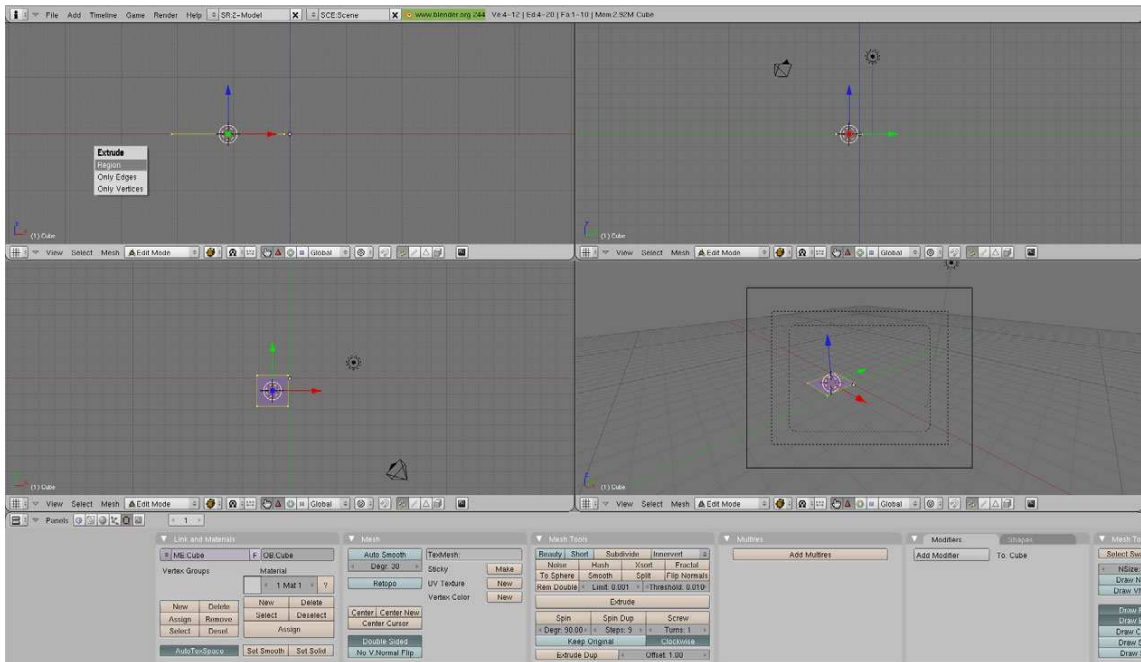 File Add Timeline Game Render Help SR:2-Model X SCE:Scene X www.blender.org 244 Ve:4-12 | Ed:4-20 | Fa:1-10 | Mem:2.92M Cube
Extrude
Region
Only Edges
Only Vertices
(1) Cube
(1) Cube
View Select Mesh Edit Mode Global
View Select Mesh Edit Mode Global
(1) Cube
(1) Cube
View Select Mesh Edit Mode Global
View Select Mesh Edit Mode Global
Panels 1
Link and Materials
ME:Cube F OB:Cube
Vertex Groups Material
1 Mat 1 ?
New Delete New Delete
Assign Remove Select Deselect
Select Desel Assign
AutoTexSpace Set Smooth Set Solid
Mesh
Auto Smooth TexMesh:
Degr: 30 Sticky Make
Retopo UV Texture New
Vertex Color New
Center Center New
Center Cursor
Double Sided
No V.Normal Flip
Mesh Tools
Beauty Short Subdivide Innervert
Noise Hash Xsort Fractal
To Sphere Smooth Split Flip Normals
Rem Double Limit: 0.001 Threshold: 0.010
Extrude
Spin Spin Dup Screw
Degr: 90.00 Steps: 9 Turns: 1
Keep Original Clockwise
Extrude Dup Offset: 1.00
Multires
Add Multires
Modifiers Shapes
Add Modifier To: Cube
Mesh To
Select Swa
NSize:
Draw N
Draw VN
Draw F
Draw E
Draw C
Draw S
Draw